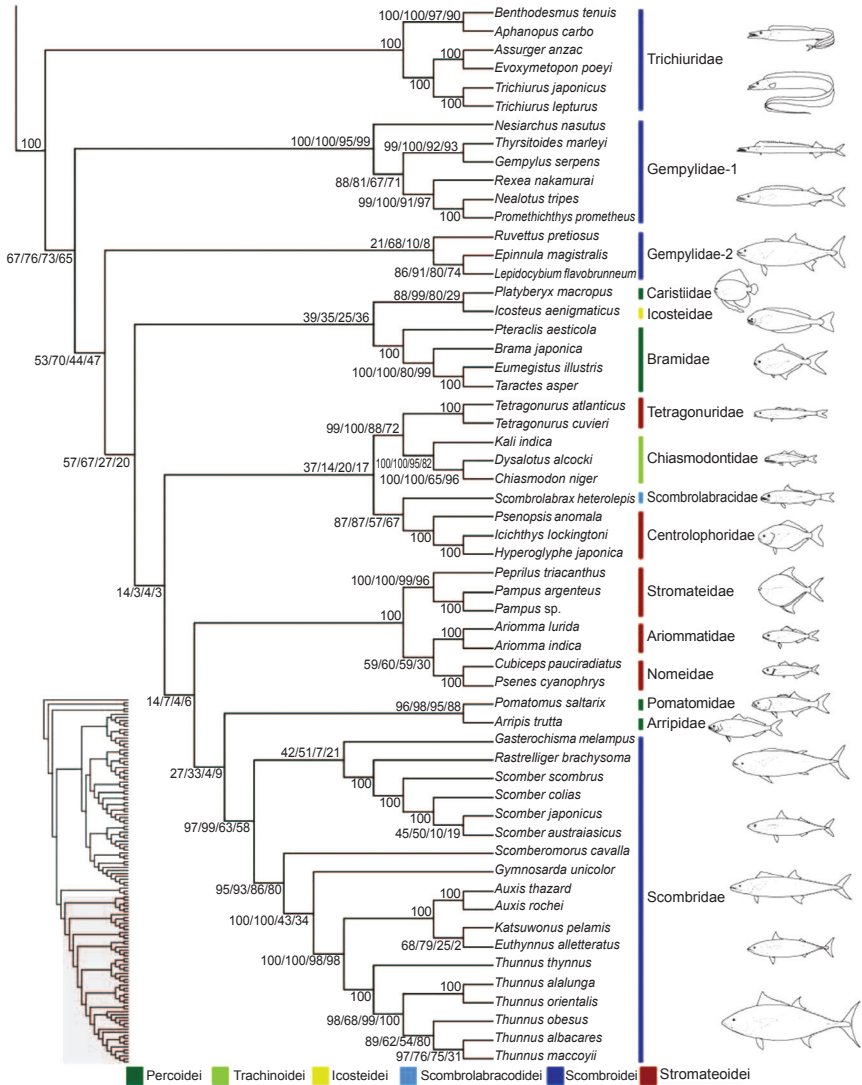 100/100/97/90
Benthodesmus tenuis
Aphanopus carbo
100
100
Assurger anzac
Evoxymetopon poeyi
100
100
Trichiurus japonicus
Trichiurus lepturus
Trichiuridae
100
100/100/95/99
Nesiarchus nasutus
99/100/92/93
Thyrsitoides marleyi
Gempylus serpens
88/81/67/71
Rexea nakamurai
99/100/91/97
Nealotus tripes
100
Promethichthys prometheus
Gempylidae-1
67/76/73/65
21/68/10/8
Ruvettus pretiosus
Epinnula magistralis
86/91/80/74
Lepidocybium flavobrunneum
Gempylidae-2
88/99/80/29
Platyberyx macropus
Caristiidae
39/35/25/36
Icosteus aenigmaticus
Icosteidae
Pteraclis aesticola
100
Brama japonica
53/70/44/47
100/100/80/99
Eumegistus illustris
100
Taractes asper
Bramidae
100
Tetragonurus atlanticus
Tetragonurus cuvieri
Tetragonuridae
99/100/88/72
Kali indica
57/67/27/20
37/14/20/17
100/100/95/82
Dysalotus alcocki
100/100/65/96
Chiasmodon niger
Chiasmodontidae
Scombrolabrax heterolepis
Scombrolabracidae
87/87/57/67
Psenopsis anomala
100
Icichthys lockingtoni
100
Hyperoglyphe japonica
Centrolophoridae
14/3/4/3
100/100/99/96
Peprilus triacanthus
Pampus argenteus
100
Pampus sp.
Stromateidae
100
100
Ariomma lurida
Ariomma indica
Ariommatidae
59/60/59/30
Cubiceps pauciradiatus
100
Psenes cyanophrys
Nomeidae
14/7/4/6
96/98/95/88
Pomatomus saltarix
Pomatomidae
Arripis trutta
Arripidae
27/33/4/9
42/51/7/21
Gasterochisma melampus
Rastrelliger brachysoma
100
Scomber scombrus
100
Scomber colias
Scomber japonicus
45/50/10/19
Scomber austraiasicus
97/99/63/58
Scomberomorus cavalla
95/93/86/80
Gymnosarda unicolor
100/100/43/34
100
Auxis thazard
Auxis rochei
100
Katsuwonus pelamis
68/79/25/2
Euthynnus alletteratus
100/100/98/98
Thunnus thynnus
100
100
Thunnus alalunga
Thunnus orientalis
98/68/99/100
Thunnus obesus
89/62/54/80
Thunnus albacares
97/76/75/31
Thunnus maccoyii
Scombridae
Percoidei
Trachinoidei
Icosteidei
Scombrolabracodidei
Scombroidei
Stromateoidei